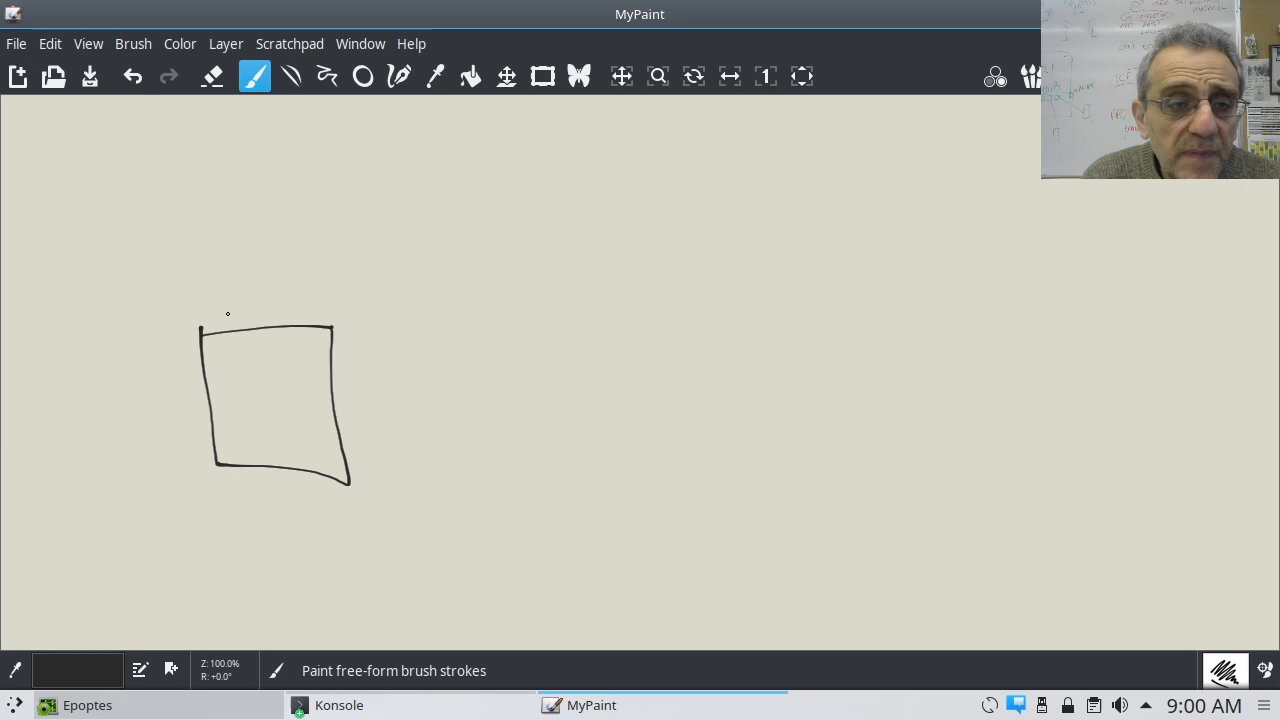 MyPaint
File Edit View Brush Color Layer Scratchpad Window Help
Z: 100.0%
R: +0.0°
Paint free-form brush strokes
Epoptes Konsole MyPaint 9:00 AM